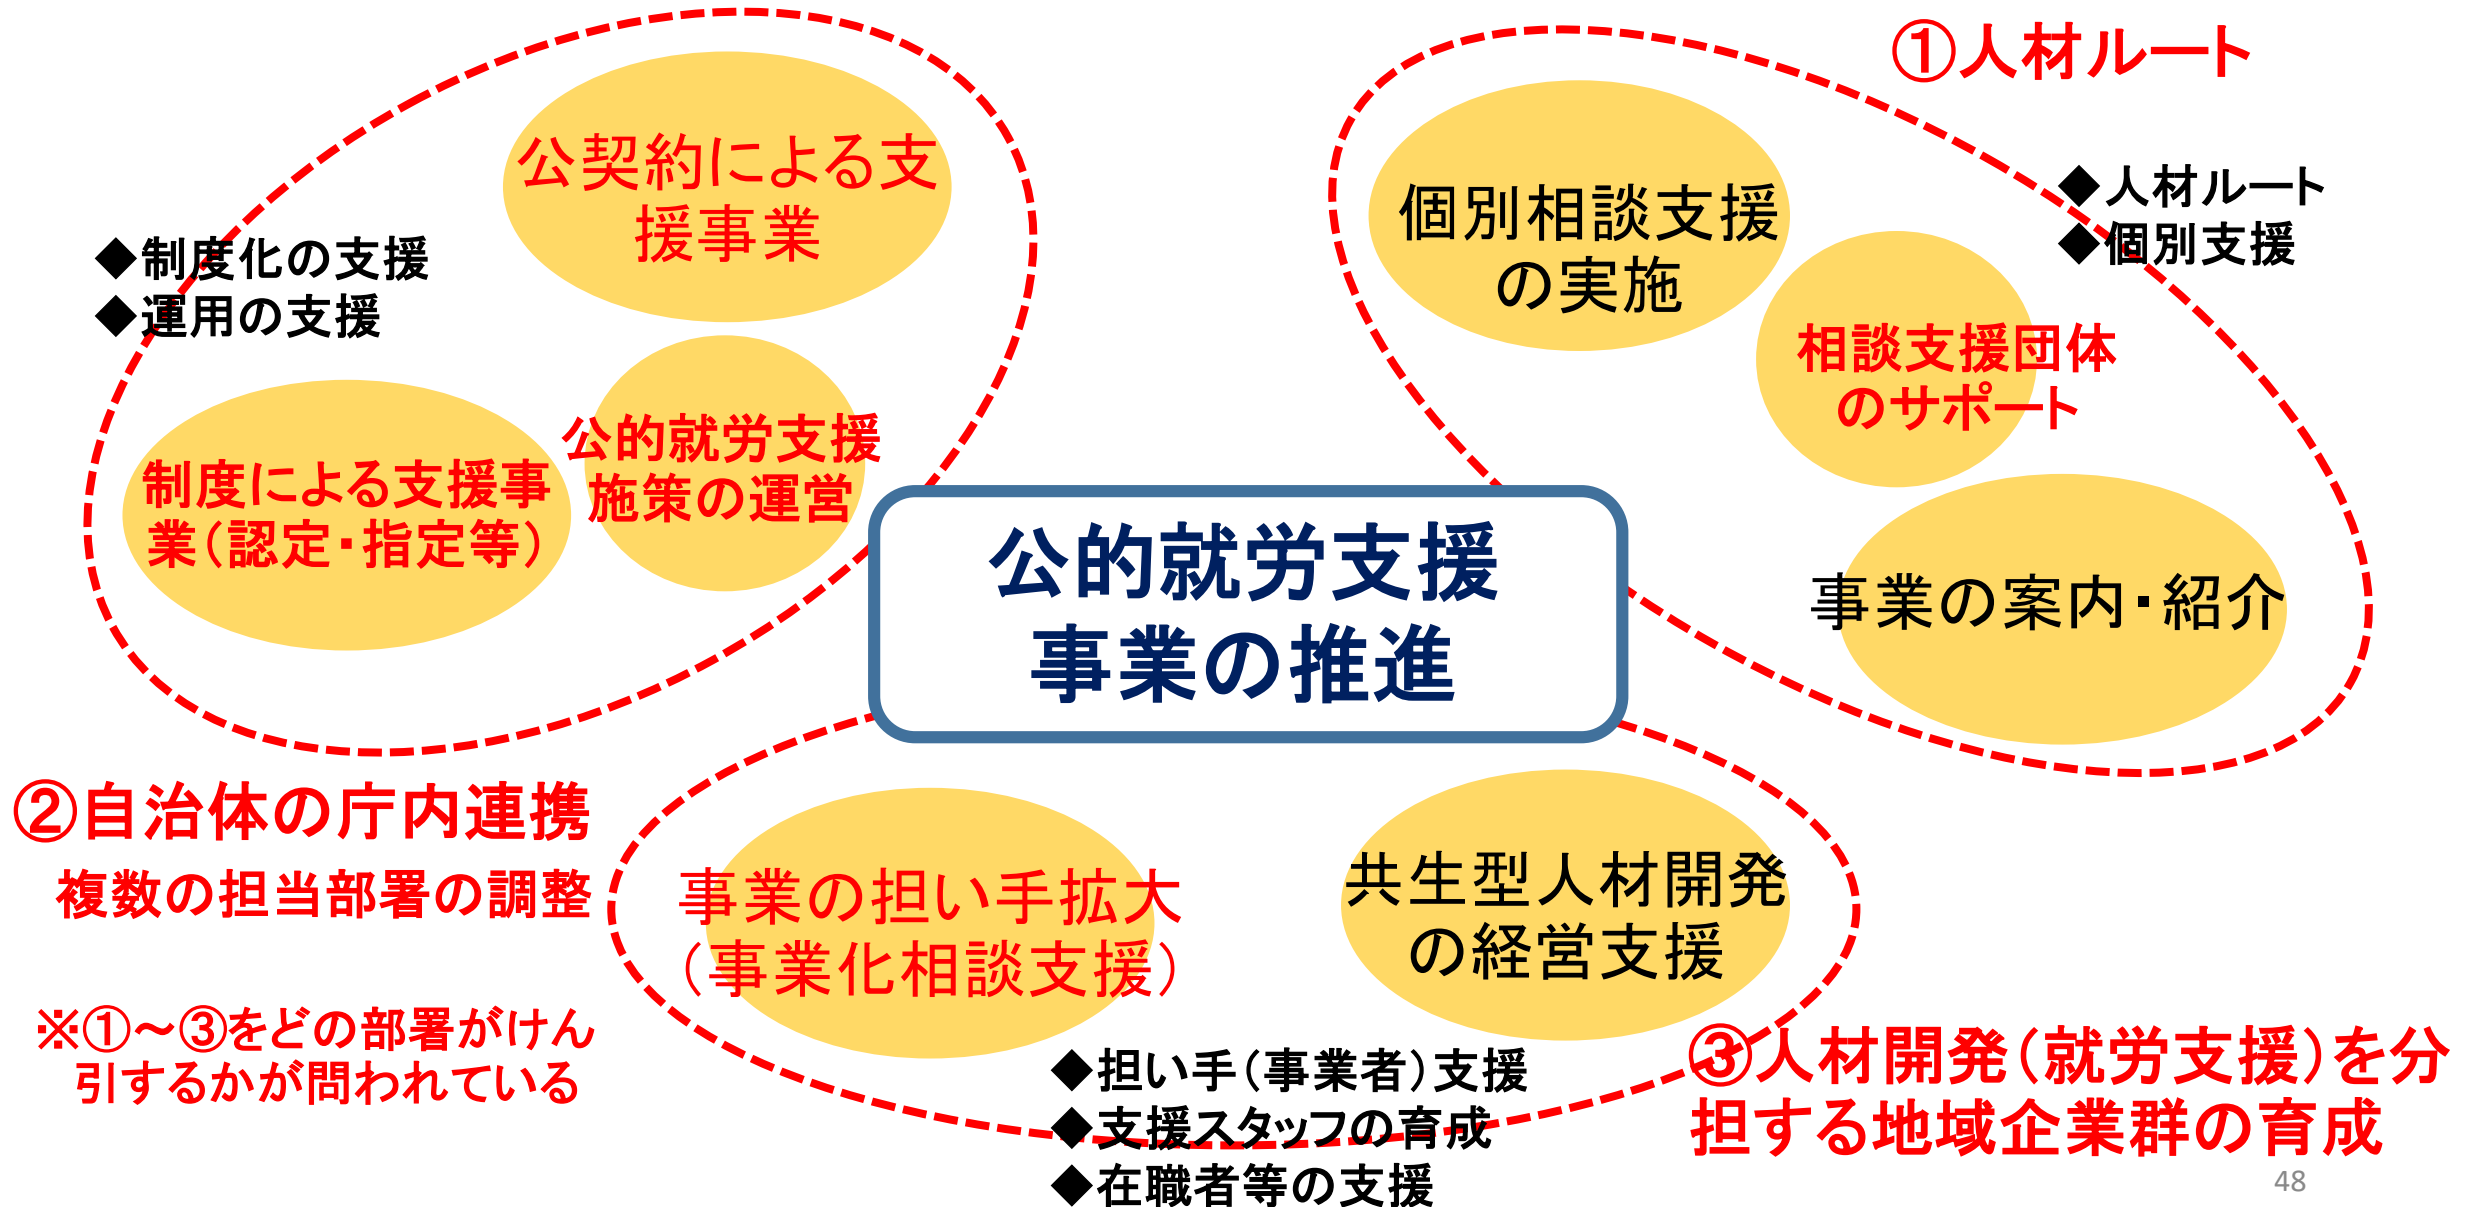 ①人材ルート
公契約による支
援事業
個別相談支援
の実施
◆人材ルート
◆個別支援
◆制度化の支援
◆運用の支援
相談支援団体
のサポート
公的就労支援
施策の運営
制度による支援事
業（認定・指定等）
公的就労支援
事業の推進
事業の案内・紹介
②自治体の庁内連携
複数の担当部署の調整
事業の担い手拡大
（事業化相談支援）
共生型人材開発
の経営支援
※①～③をどの部署がけん
引するかが問われている
◆担い手（事業者）支援
◆支援スタッフの育成
◆在職者等の支援
③人材開発（就労支援）を分
担する地域企業群の育成
48